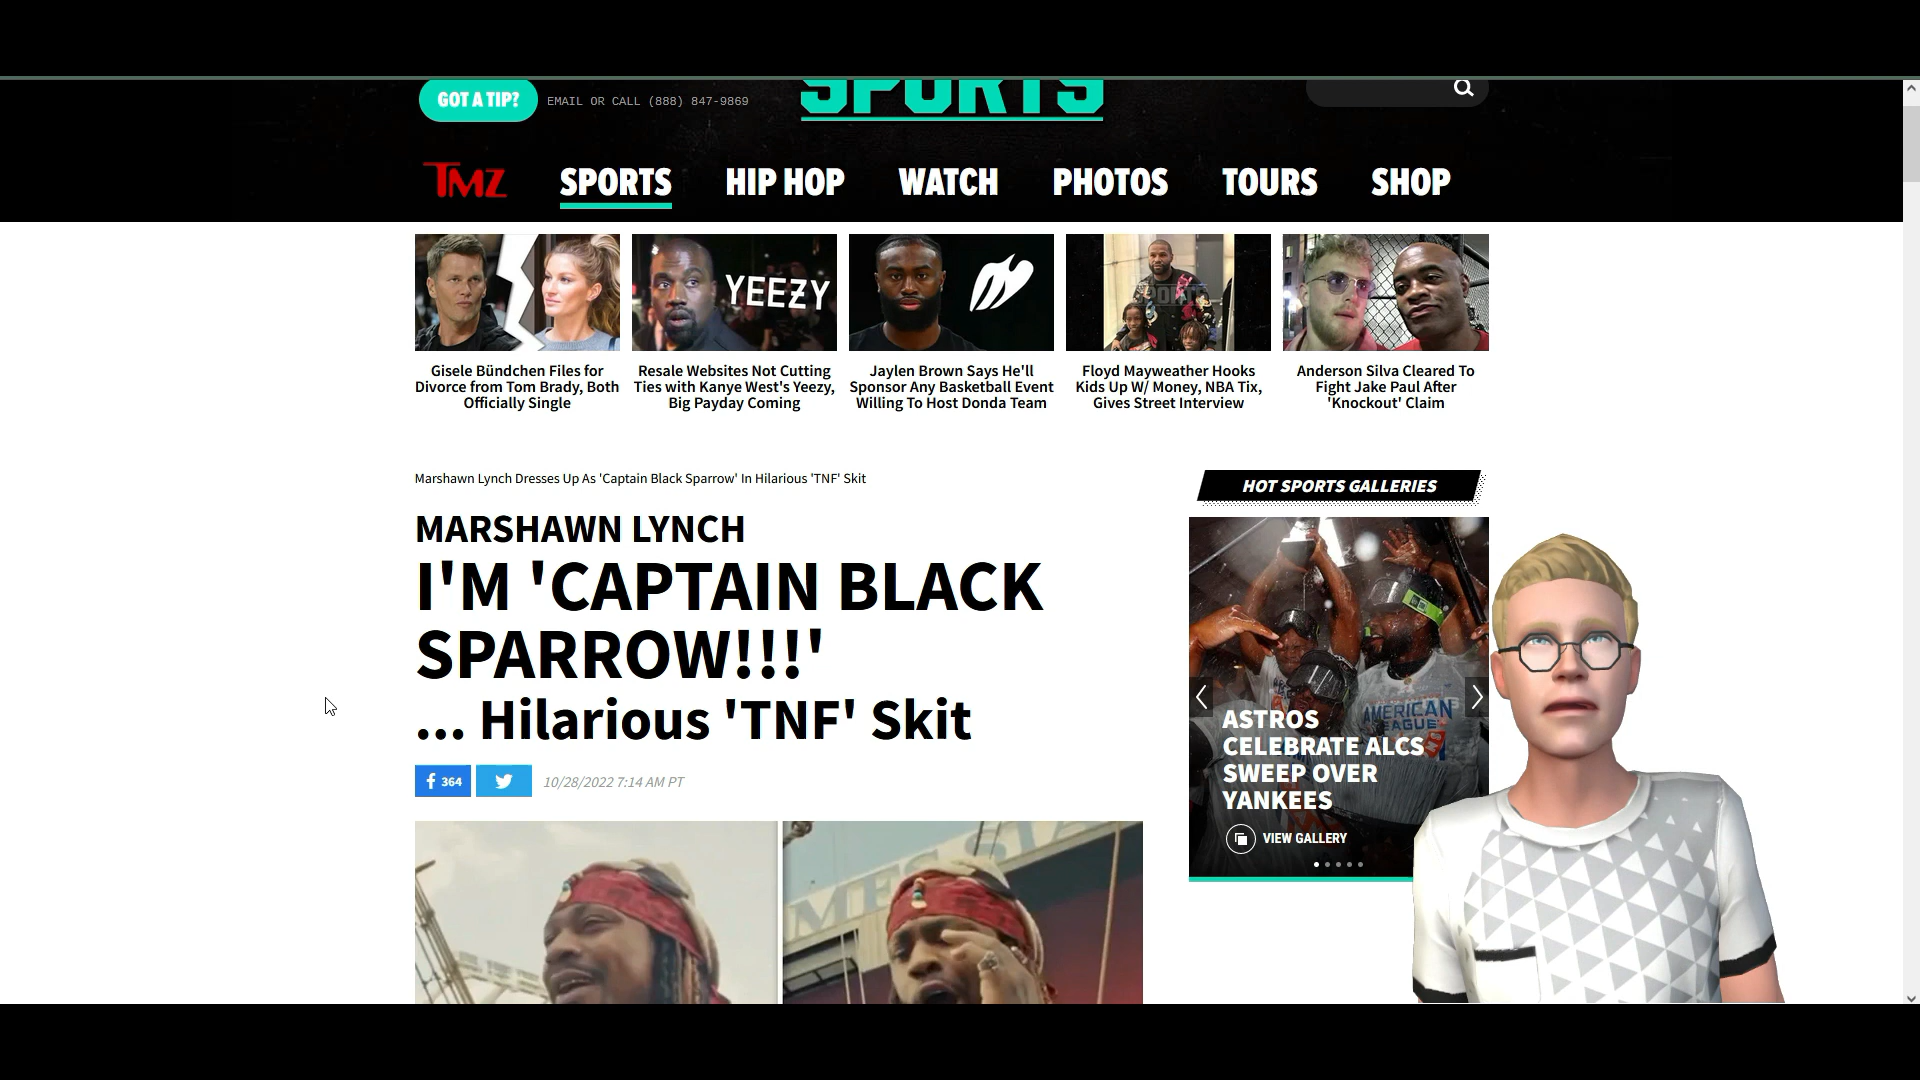 SPORTS
GOT A TIP?
EMAIL OR CALL (888) 847-9869
TMZ
SPORTS
HIP HOP
WATCH
PHOTOS
TOURS
SHOP
YEEZY
Gisele Bündchen Files for
Divorce from Tom Brady, Both
Officially Single
Resale Websites Not Cutting
Ties with Kanye West's Yeezy,
Big Payday Coming
Jaylen Brown Says He'll
Sponsor Any Basketball Event
Willing To Host Donda Team
Floyd Mayweather Hooks
Kids Up W/ Money, NBA Tix,
Gives Street Interview
Anderson Silva Cleared To
Fight Jake Paul After
'Knockout' Claim
Marshawn Lynch Dresses Up As 'Captain Black Sparrow' In Hilarious 'TNF' Skit
MARSHAWN LYNCH
I'M 'CAPTAIN BLACK
SPARROW!!!'
... Hilarious 'TNF' Skit
364
10/28/2022 7:14 AM PT
HOT SPORTS GALLERIES
AMERICAN
LEAGUE
ASTROS
CELEBRATE ALCS
SWEEP OVER
YANKEES
VIEW GALLERY